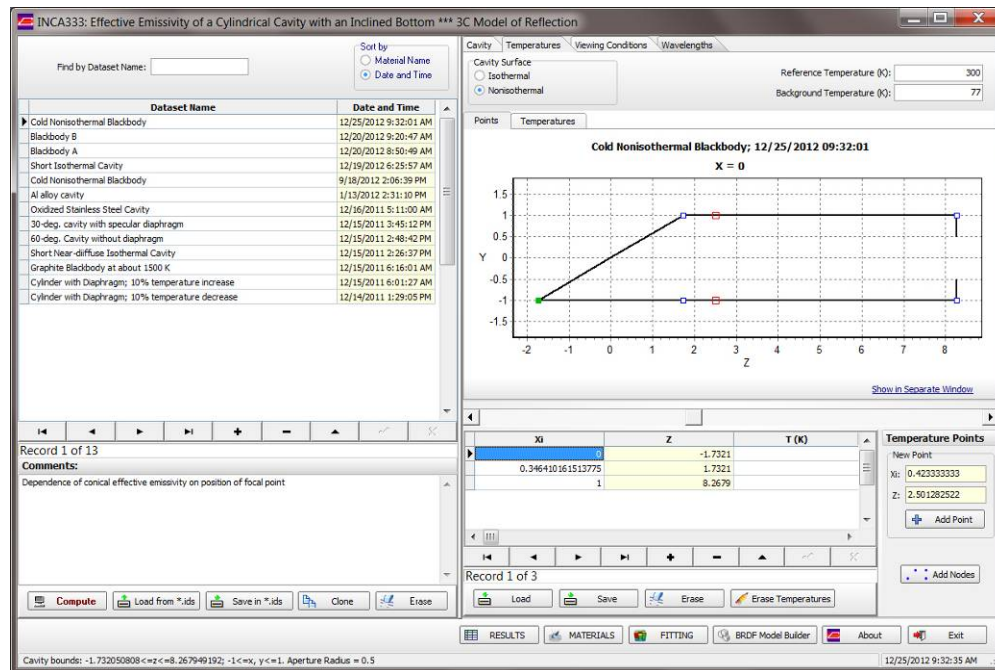 INCA333: Effective Emissivity of a Cylindrical Cavity with an Inclined Bottom *** 3C Model of Reflection
Find by Dataset Name:
Sort by
Material Name
Date and Time
Dataset Name Date and Time
Cold Nonisothermal Blackbody 12/25/2012 9:32:01 AM
Blackbody B 12/20/2012 9:20:47 AM
Blackbody A 12/20/2012 8:50:49 AM
Short Isothermal Cavity 12/19/2012 6:25:57 AM
Cold Nonisothermal Blackbody 9/18/2012 2:06:39 PM
Al alloy cavity 1/13/2012 2:31:10 PM
Oxidized Stainless Steel Cavity 12/16/2011 5:11:00 AM
30-deg. cavity with specular diaphragm 12/15/2011 3:45:12 PM
60-deg. Cavity without diaphragm 12/15/2011 2:48:42 PM
Short Near-diiffuse Isothermal Cavity 12/15/2011 2:26:37 PM
Graphite Blackbody at about 1500 K 12/15/2011 6:16:01 AM
Cylinder with Diaphragm; 10% temperature increase 12/15/2011 6:01:27 AM
Cylinder with Diaphragm; 10% temperature decrease 12/14/2011 1:29:05 PM
Record 1 of 13
Comments:
Dependence of conical effective emissivity on position of focal point
Compute Load from *.ids Save in *.ids Clone Erase
Cavity Temperatures Viewing Conditions Wavelengths
Cavity Surface
Isothermal
Nonisothermal
Reference Temperature (K): 300
Background Temperature (K): 77
Points Temperatures
Cold Nonisothermal Blackbody; 12/25/2012 09:32:01
X = 0
1.5
1
0.5
Y 0
-0.5
-1
-1.5
-2 -1 0 1 2 3 4 5 6 7 8
Z
Show in Separate Window
Xi Z T (K)
0 -1.7321
0.346410161513775 1.7321
1 8.2679
Record 1 of 3
Load Save Erase Erase Temperatures
Temperature Points
New Point
Xi: 0.423333333
Z: 2.501282522
Add Point
Add Nodes
RESULTS MATERIALS FITTING BRDF Model Builder About Exit
Cavity bounds: -1.732050808<=z<=8.267949192; -1<=x, y<=1. Aperture Radius = 0.5 12/25/2012 9:32:35 AM